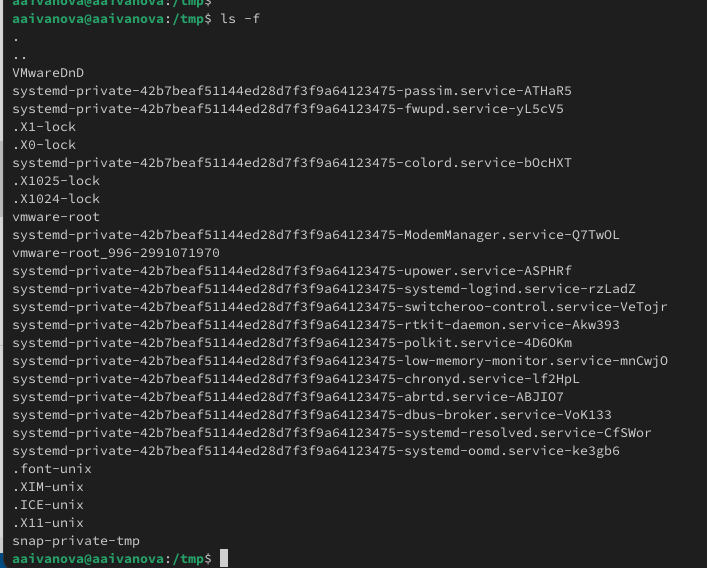 aaivanova@aaivanova:/tmp$
aaivanova@aaivanova:/tmp$ ls -f
.
..
VMwareDnD
systemd-private-42b7beaf51144ed28d7f3f9a64123475-passim.service-ATHaR5
systemd-private-42b7beaf51144ed28d7f3f9a64123475-fwupd.service-yL5cV5
.X1-lock
.X0-lock
systemd-private-42b7beaf51144ed28d7f3f9a64123475-colord.service-bOcHXT
.X1025-lock
.X1024-lock
vmware-root
systemd-private-42b7beaf51144ed28d7f3f9a64123475-ModemManager.service-Q7TwOL
vmware-root_996-2991071970
systemd-private-42b7beaf51144ed28d7f3f9a64123475-upower.service-ASPHRf
systemd-private-42b7beaf51144ed28d7f3f9a64123475-systemd-logind.service-rzLadZ
systemd-private-42b7beaf51144ed28d7f3f9a64123475-switcheroo-control.service-VeTojr
systemd-private-42b7beaf51144ed28d7f3f9a64123475-rtkit-daemon.service-Akw393
systemd-private-42b7beaf51144ed28d7f3f9a64123475-polkit.service-4D6OKm
systemd-private-42b7beaf51144ed28d7f3f9a64123475-low-memory-monitor.service-mnCwjO
systemd-private-42b7beaf51144ed28d7f3f9a64123475-chronyd.service-lf2HpL
systemd-private-42b7beaf51144ed28d7f3f9a64123475-abrtd.service-ABJIO7
systemd-private-42b7beaf51144ed28d7f3f9a64123475-dbus-broker.service-VoK133
systemd-private-42b7beaf51144ed28d7f3f9a64123475-systemd-resolved.service-CfSWor
systemd-private-42b7beaf51144ed28d7f3f9a64123475-systemd-oomd.service-ke3gb6
.font-unix
.XIM-unix
.ICE-unix
.X11-unix
snap-private-tmp
aaivanova@aaivanova:/tmp$